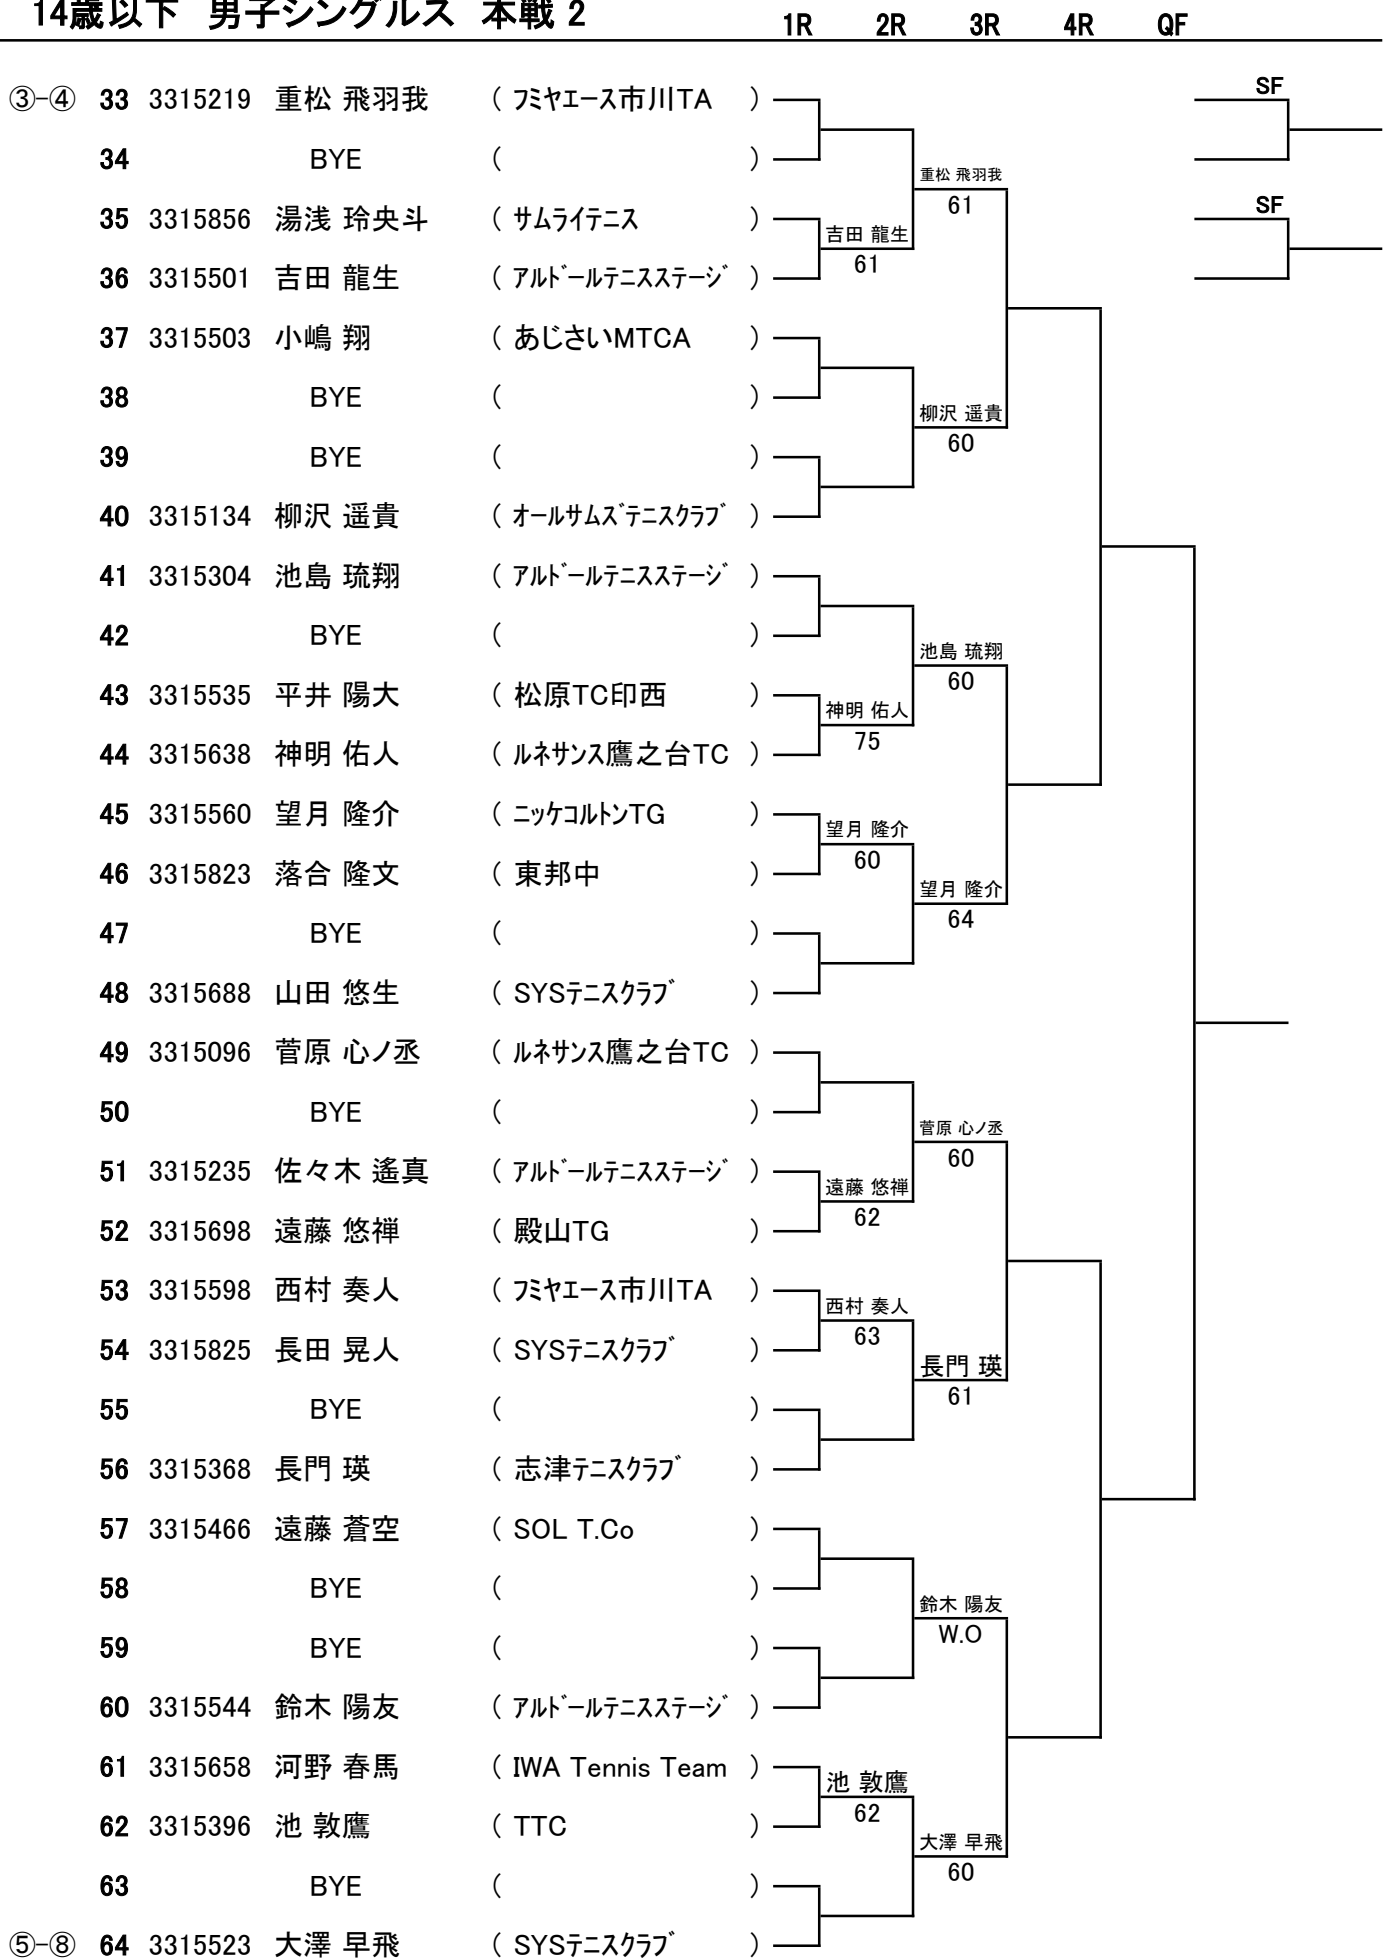 14歳以下 男子シングルス 本戦 2
1R 2R 3R 4R QF
SF
③-④ 33 3315219 重松 飛羽我 ( フミヤエース市川TA )
34 BYE ( )
重松 飛羽我
61
35 3315856 湯浅 玲央斗 ( サムライテニス )
SF
吉田 龍生
61
36 3315501 吉田 龍生 ( アルドールテニスステージ )
37 3315503 小嶋 翔 ( あじさいMTCA )
38 BYE ( )
柳沢 遥貴
60
39 BYE ( )
40 3315134 柳沢 遥貴 ( オールサムズテニスクラブ )
41 3315304 池島 琉翔 ( アルドールテニスステージ )
42 BYE ( )
池島 琉翔
60
43 3315535 平井 陽大 ( 松原TC印西 )
神明 佑人
75
44 3315638 神明 佑人 ( ルネサンス鷹之台TC )
45 3315560 望月 隆介 ( ニッケコルトンTG )
望月 隆介
60
46 3315823 落合 隆文 ( 東邦中 )
望月 隆介
64
47 BYE ( )
48 3315688 山田 悠生 ( SYSテニスクラブ )
49 3315096 菅原 心ノ丞 ( ルネサンス鷹之台TC )
50 BYE ( )
菅原 心ノ丞
60
51 3315235 佐々木 遙真 ( アルドールテニスステージ )
遠藤 悠禅
62
52 3315698 遠藤 悠禅 ( 殿山TG )
53 3315598 西村 奏人 ( フミヤエース市川TA )
西村 奏人
63
54 3315825 長田 晃人 ( SYSテニスクラブ )
長門 瑛
61
55 BYE ( )
56 3315368 長門 瑛 ( 志津テニスクラブ )
57 3315466 遠藤 蒼空 ( SOL T.Co )
58 BYE ( )
鈴木 陽友
W.O
59 BYE ( )
60 3315544 鈴木 陽友 ( アルドールテニスステージ )
61 3315658 河野 春馬 ( IWA Tennis Team )
池 敦鷹
62
62 3315396 池 敦鷹 ( TTC )
大澤 早飛
60
63 BYE ( )
⑤-⑧ 64 3315523 大澤 早飛 ( SYSテニスクラブ )